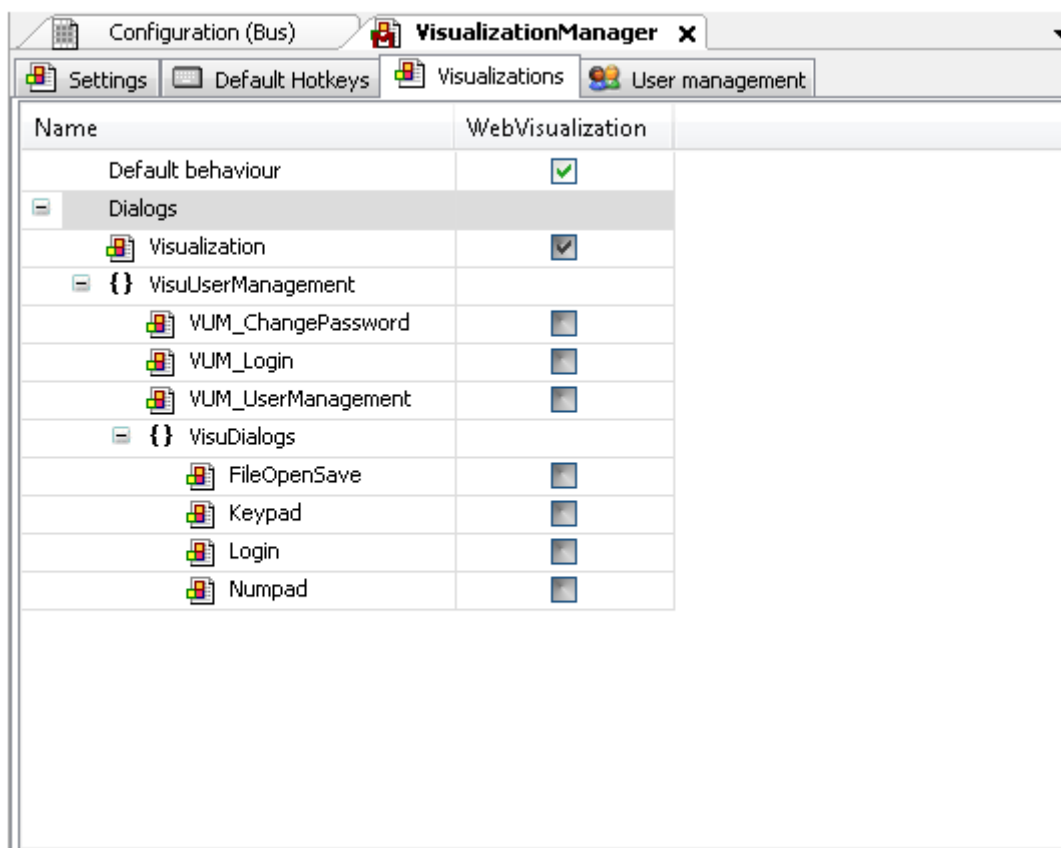 Configuration (Bus) VisualizationManager x
Settings Default Hotkeys Visualizations User management
Name WebVisualization
Default behaviour
Dialogs
Visualization
{} VisuUserManagement
VUM_ChangePassword
VUM_Login
VUM_UserManagement
{} VisuDialogs
FileOpenSave
Keypad
Login
Numpad